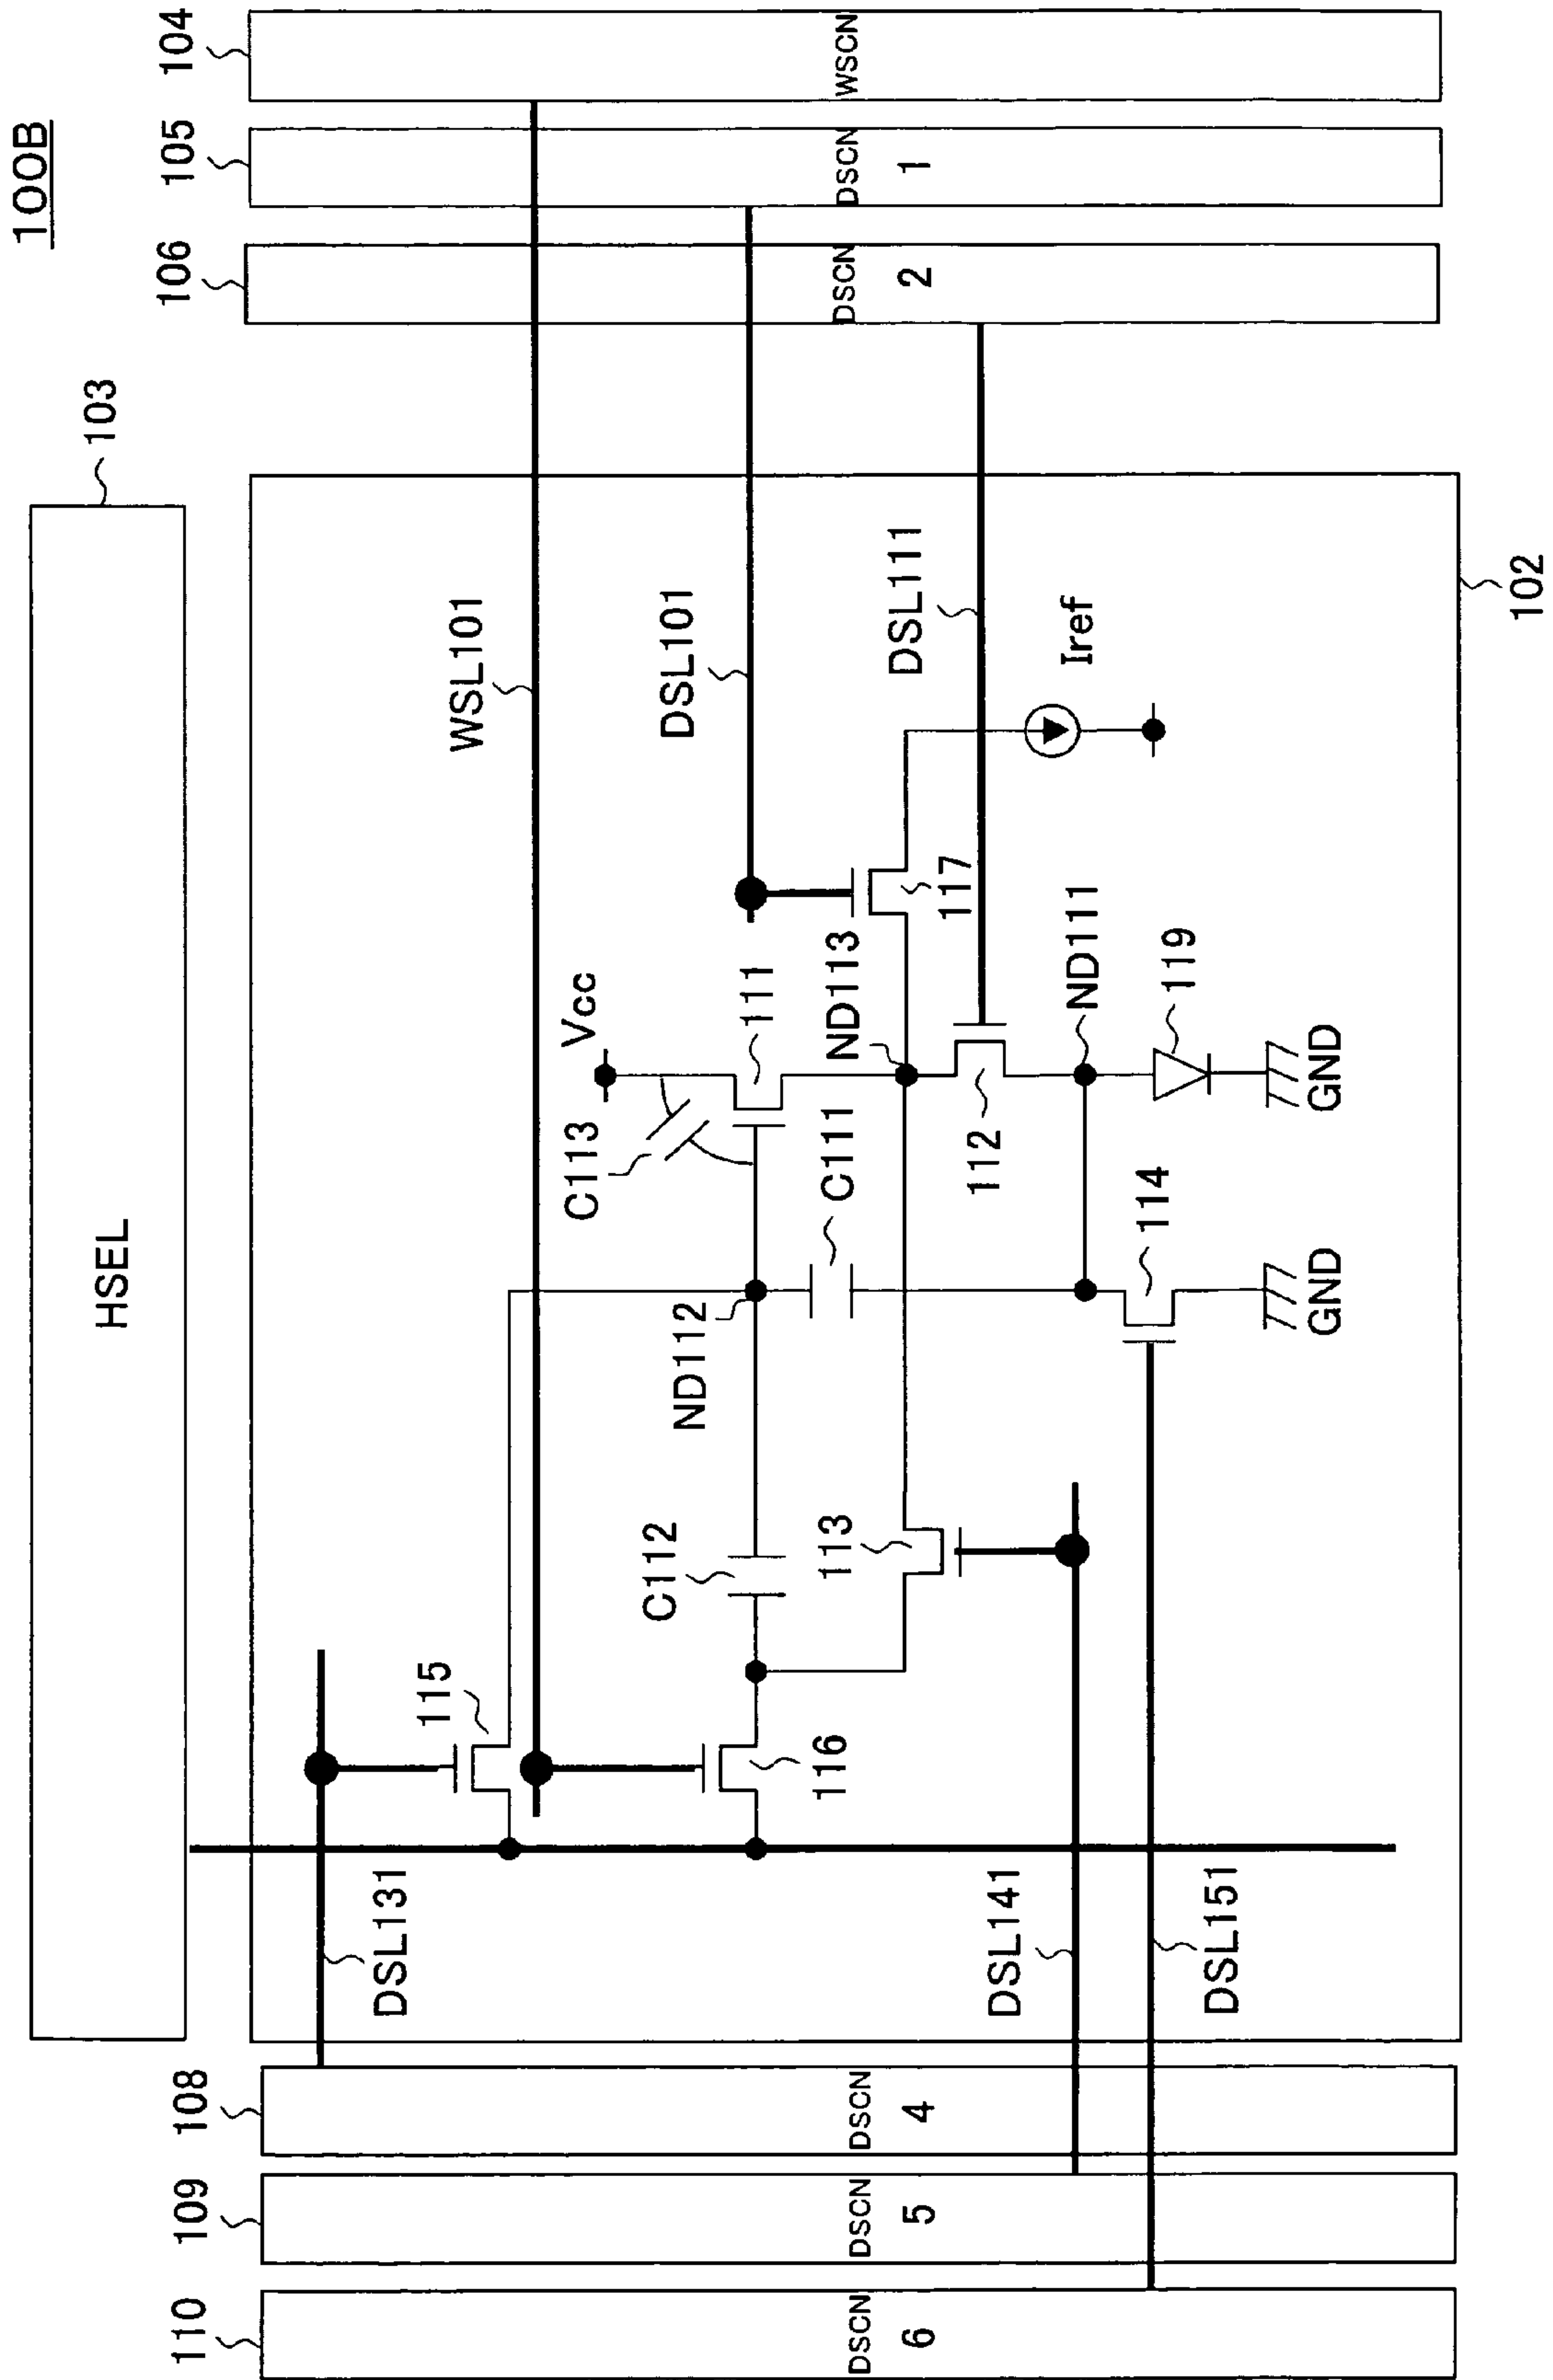 100B
HSEL
103
110
109
108
106
105
104
DSCN
6
DSCN
5
DSCN
4
DSCN
2
DSCN
1
WSCN
DSL131
115
WSL101
C113
Vcc
DSL101
116
C112
ND112
111
113
C111
ND113
117
DSL111
Iref
DSL141
112
ND111
DSL151
114
119
GND
GND
102